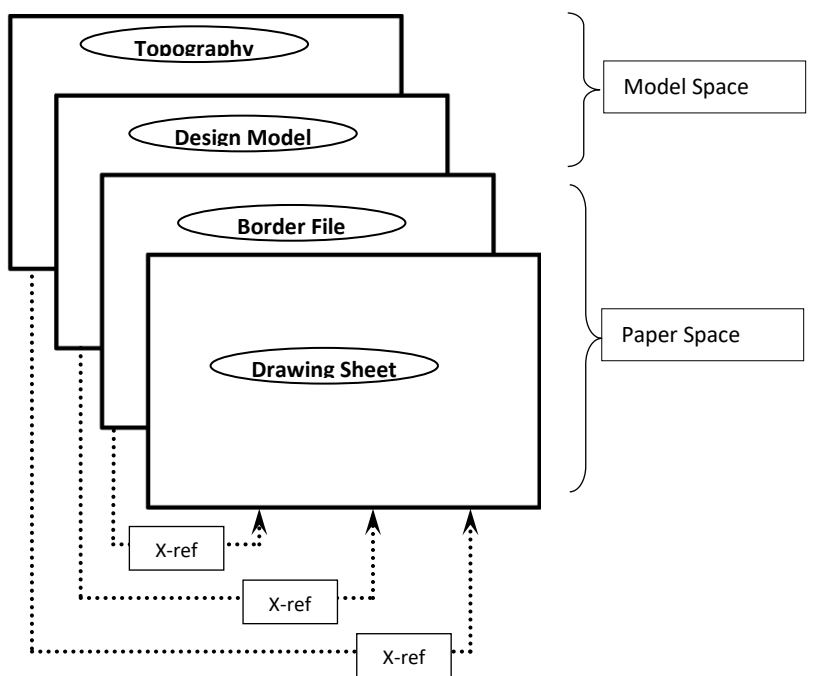 Topography
Model Space
Design Model
Border File
Paper Space
Drawing Sheet
X-ref
X-ref
X-ref